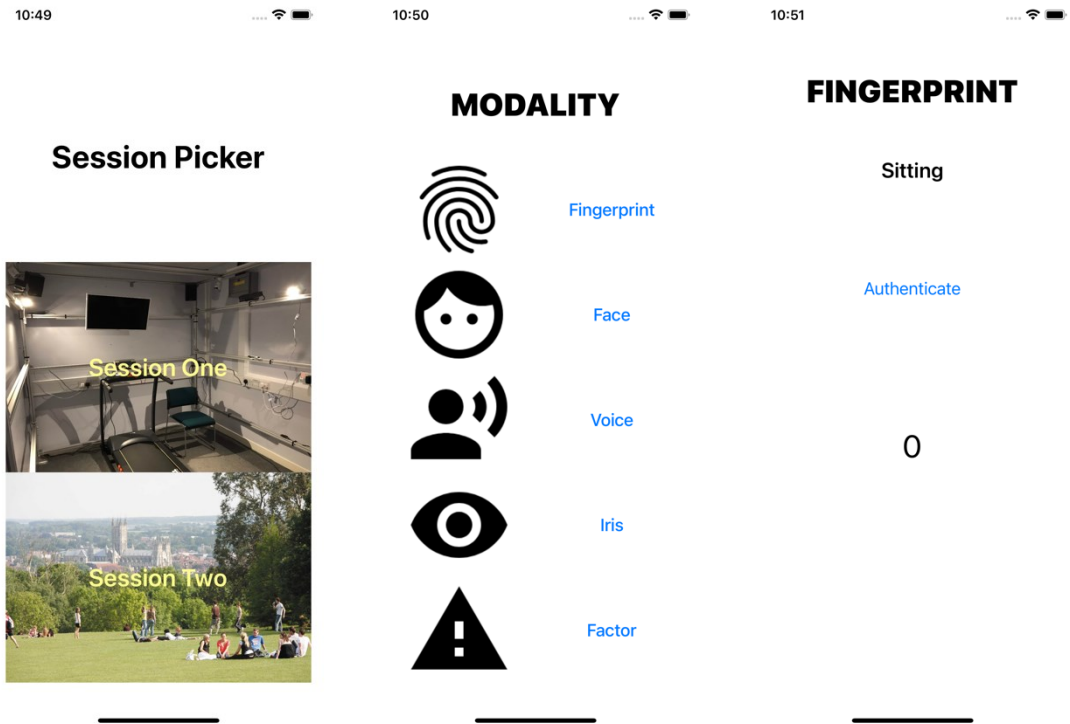 10:49
Session Picker
Session One
Session Two
10:50
MODALITY
Fingerprint
Face
Voice
Iris
Factor
10:51
FINGERPRINT
Sitting
Authenticate
0